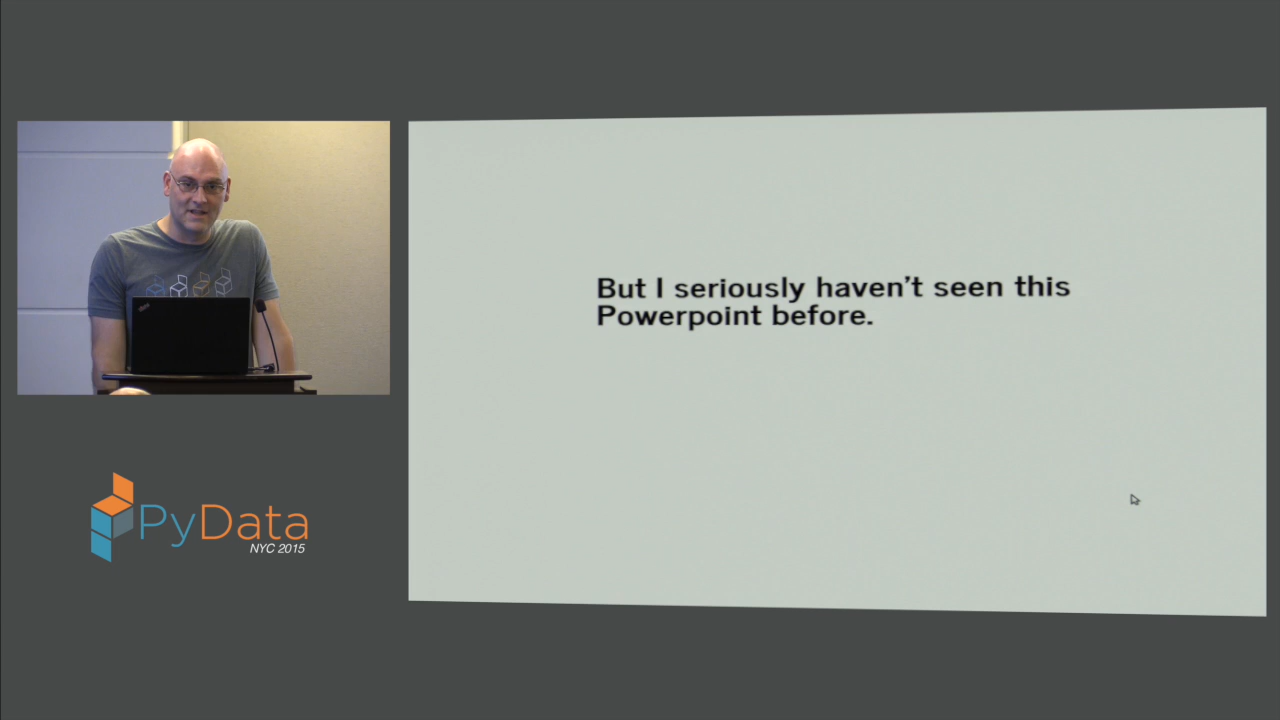 But I seriously haven't seen this
Powerpoint before.
PyData
NYC 2015